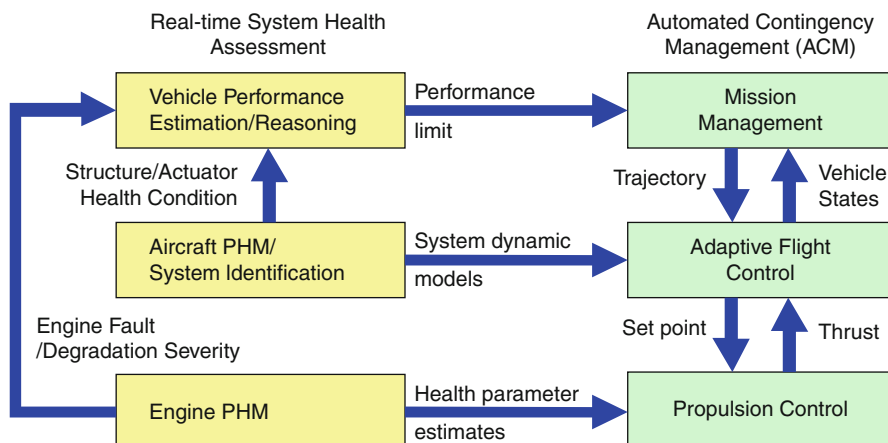 Real-time System Health
Assessment
Automated Contingency
Management (ACM)
Vehicle Performance
Estimation/Reasoning
Performance
limit
Mission
Management
Structure/Actuator
Health Condition
Trajectory
Vehicle
States
Aircraft PHM/
System Identification
System dynamic
models
Adaptive Flight
Control
Engine Fault
/Degradation Severity
Set point
Thrust
Engine PHM
Health parameter
estimates
Propulsion Control